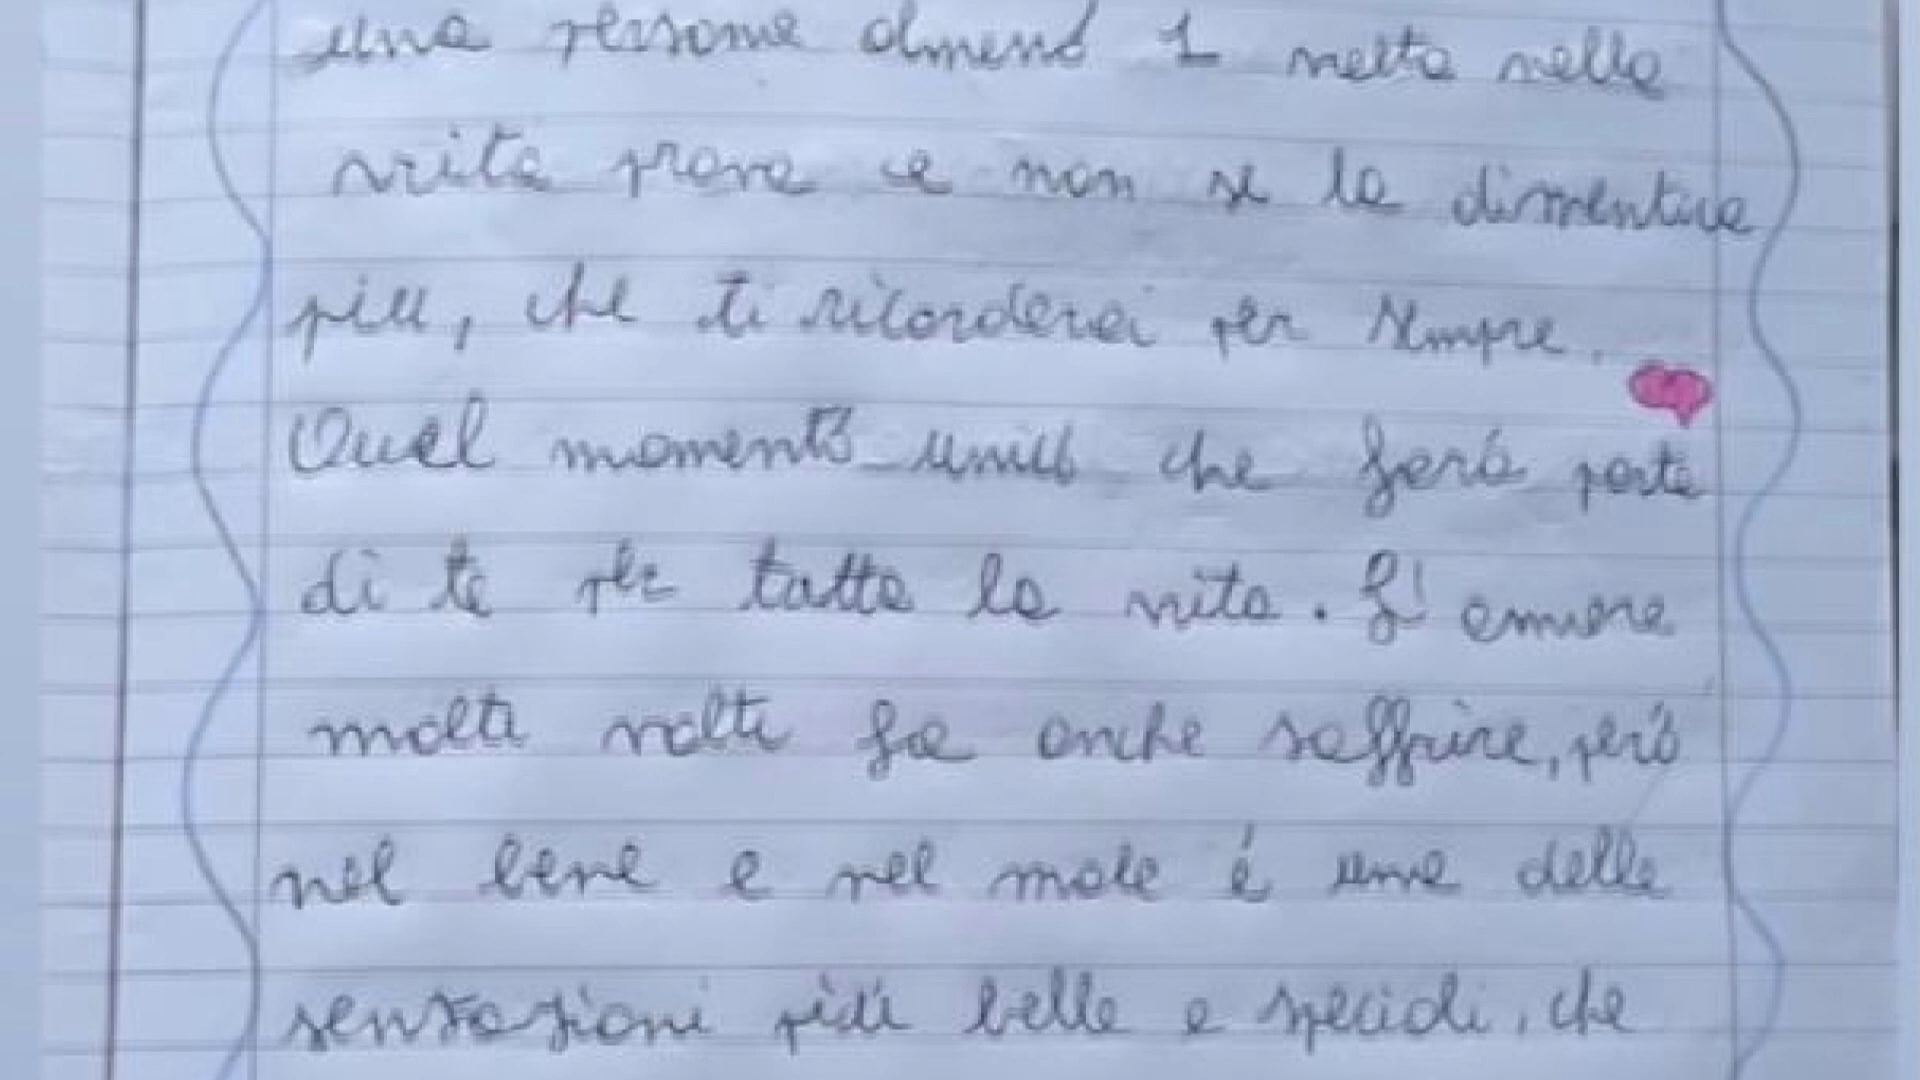 una persona almeno 1 volta nella
vita prova e non se la dimentica
più, che ti ricorderai per sempre.
Quel momento unico che farà parte
di te per tutta la vita. L'amore
molte volte fa anche soffrire, però
nel bene e nel male é una delle
sensazioni più belle e speciali, che